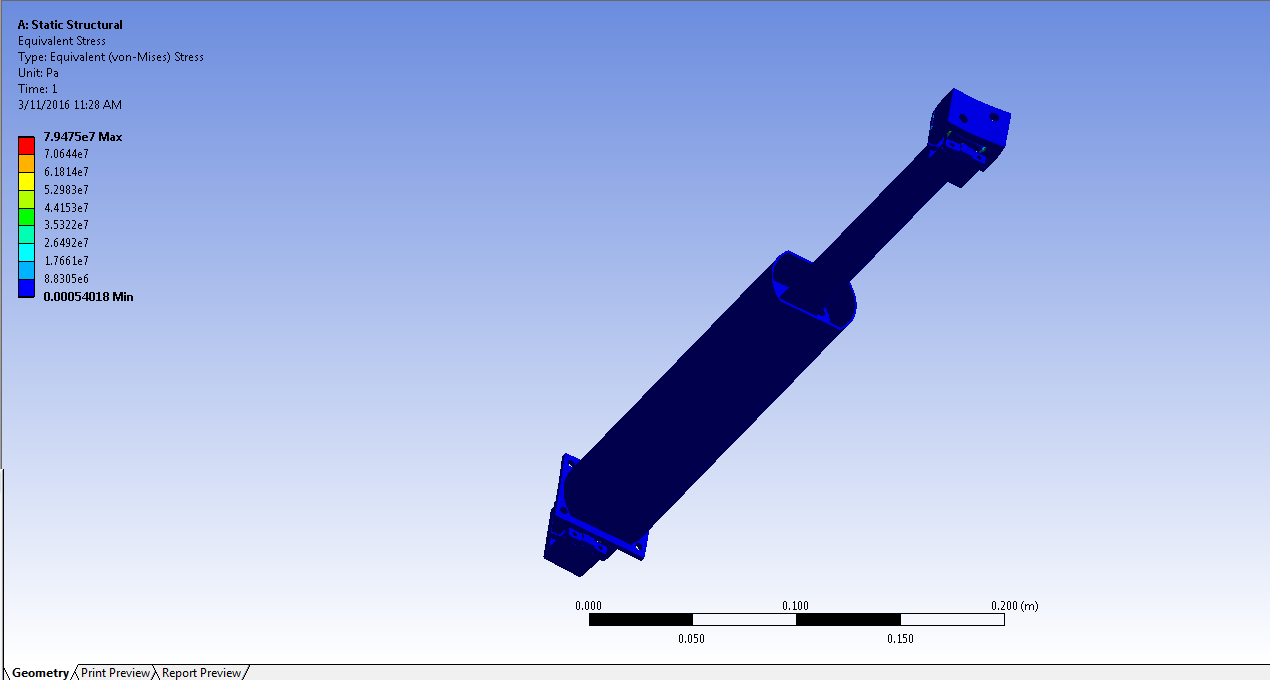 A: Static Structural
Equivalent Stress
Type: Equivalent (von-Mises) Stress
Unit: Pa
Time: 1
3/11/2016 11:28 AM
7.9475e7 Max
7.0644e7
6.1814e7
5.2983e7
4.4153e7
3.5322e7
2.6492e7
1.7661e7
8.8305e6
0.00054018 Min
0.000 0.100 0.200 (m)
0.050 0.150
Geometry Print Preview Report Preview